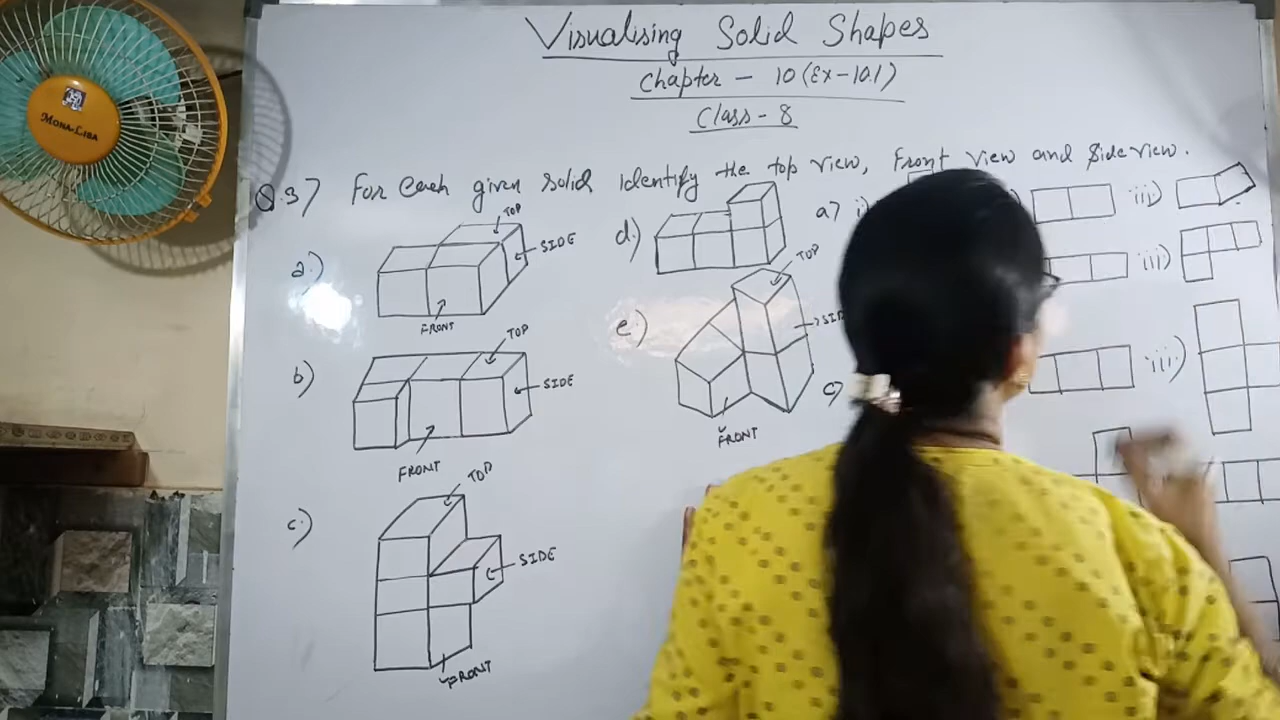 Visualising Solid Shapes
Chapter - 10 (Ex-10.1)
Class - 8
Q.3) For each given solid identify the top view, Front view and Side view.
a.)
TOP
SIDE
FRONT
b)
TOP
SIDE
FRONT
c.)
TOP
SIDE
FRONT
d.)
e.)
TOP
FRONT
a)
iii)
iii)
c)
iii)
MONA-LISA